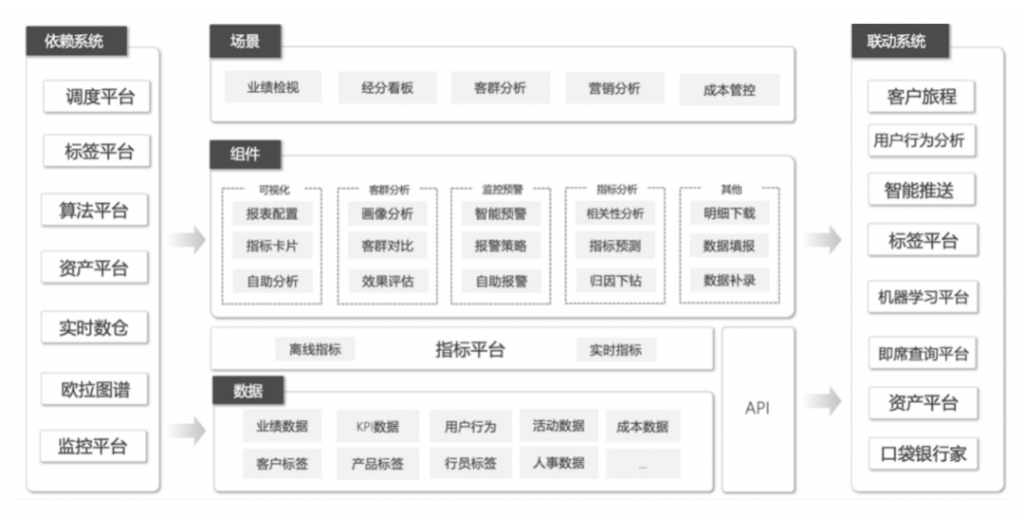 依赖系统
调度平台
标签平台
算法平台
资产平台
实时数仓
欧拉图谱
监控平台
场景
业绩检视
经分看板
客群分析
营销分析
成本管控
组件
可视化
报表配置
指标卡片
自助分析
客群分析
画像分析
客群对比
效果评估
监控预警
智能预警
报警策略
自助报警
指标分析
相关性分析
指标预测
归因下钻
其他
明细下载
数据填报
数据补录
离线指标
指标平台
实时指标
数据
业绩数据
KPI数据
用户行为
活动数据
成本数据
客户标签
产品标签
行员标签
人事数据
...
API
联动系统
客户旅程
用户行为分析
智能推送
标签平台
机器学习平台
即席查询平台
资产平台
口袋银行家